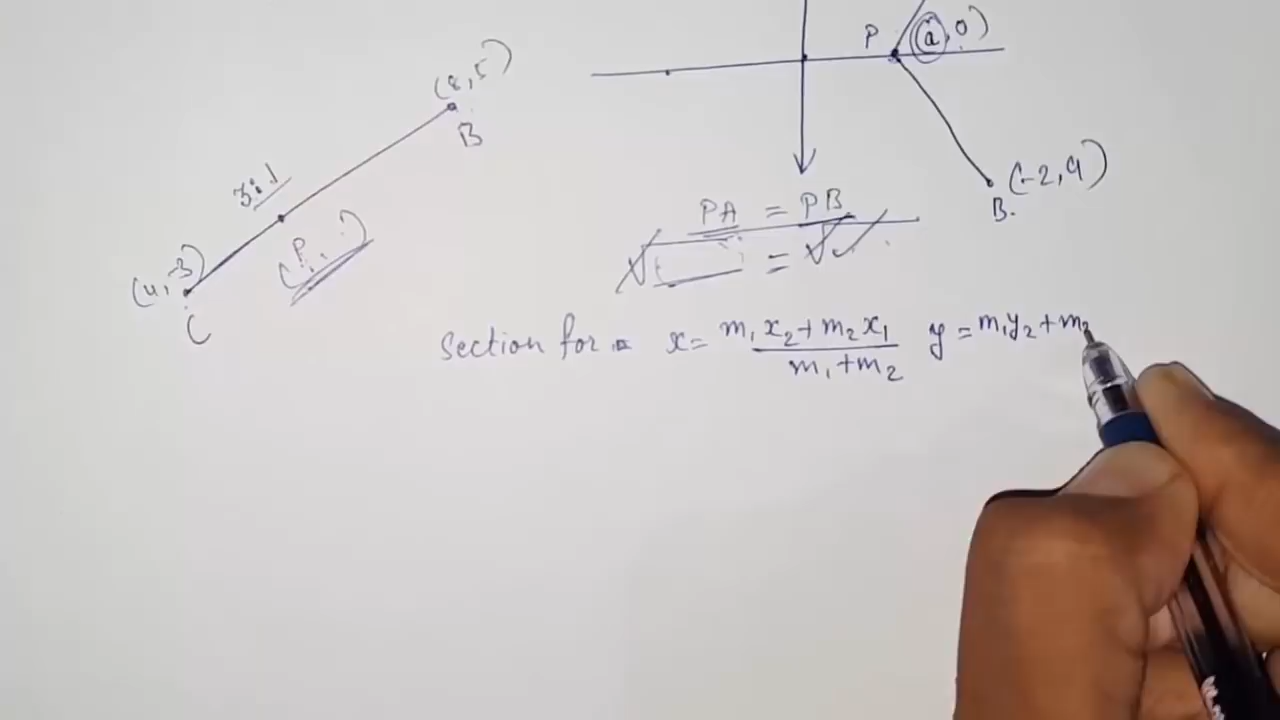 P (a, 0)
(8, 5)
B
3:1
(-2, 9)
B.
(P . . )
PA = PB
(4, -3)
C
√ = √
section for. x = m₁x₂ + m₂x₁ / m₁ + m₂ y = m₁y₂ + m₂